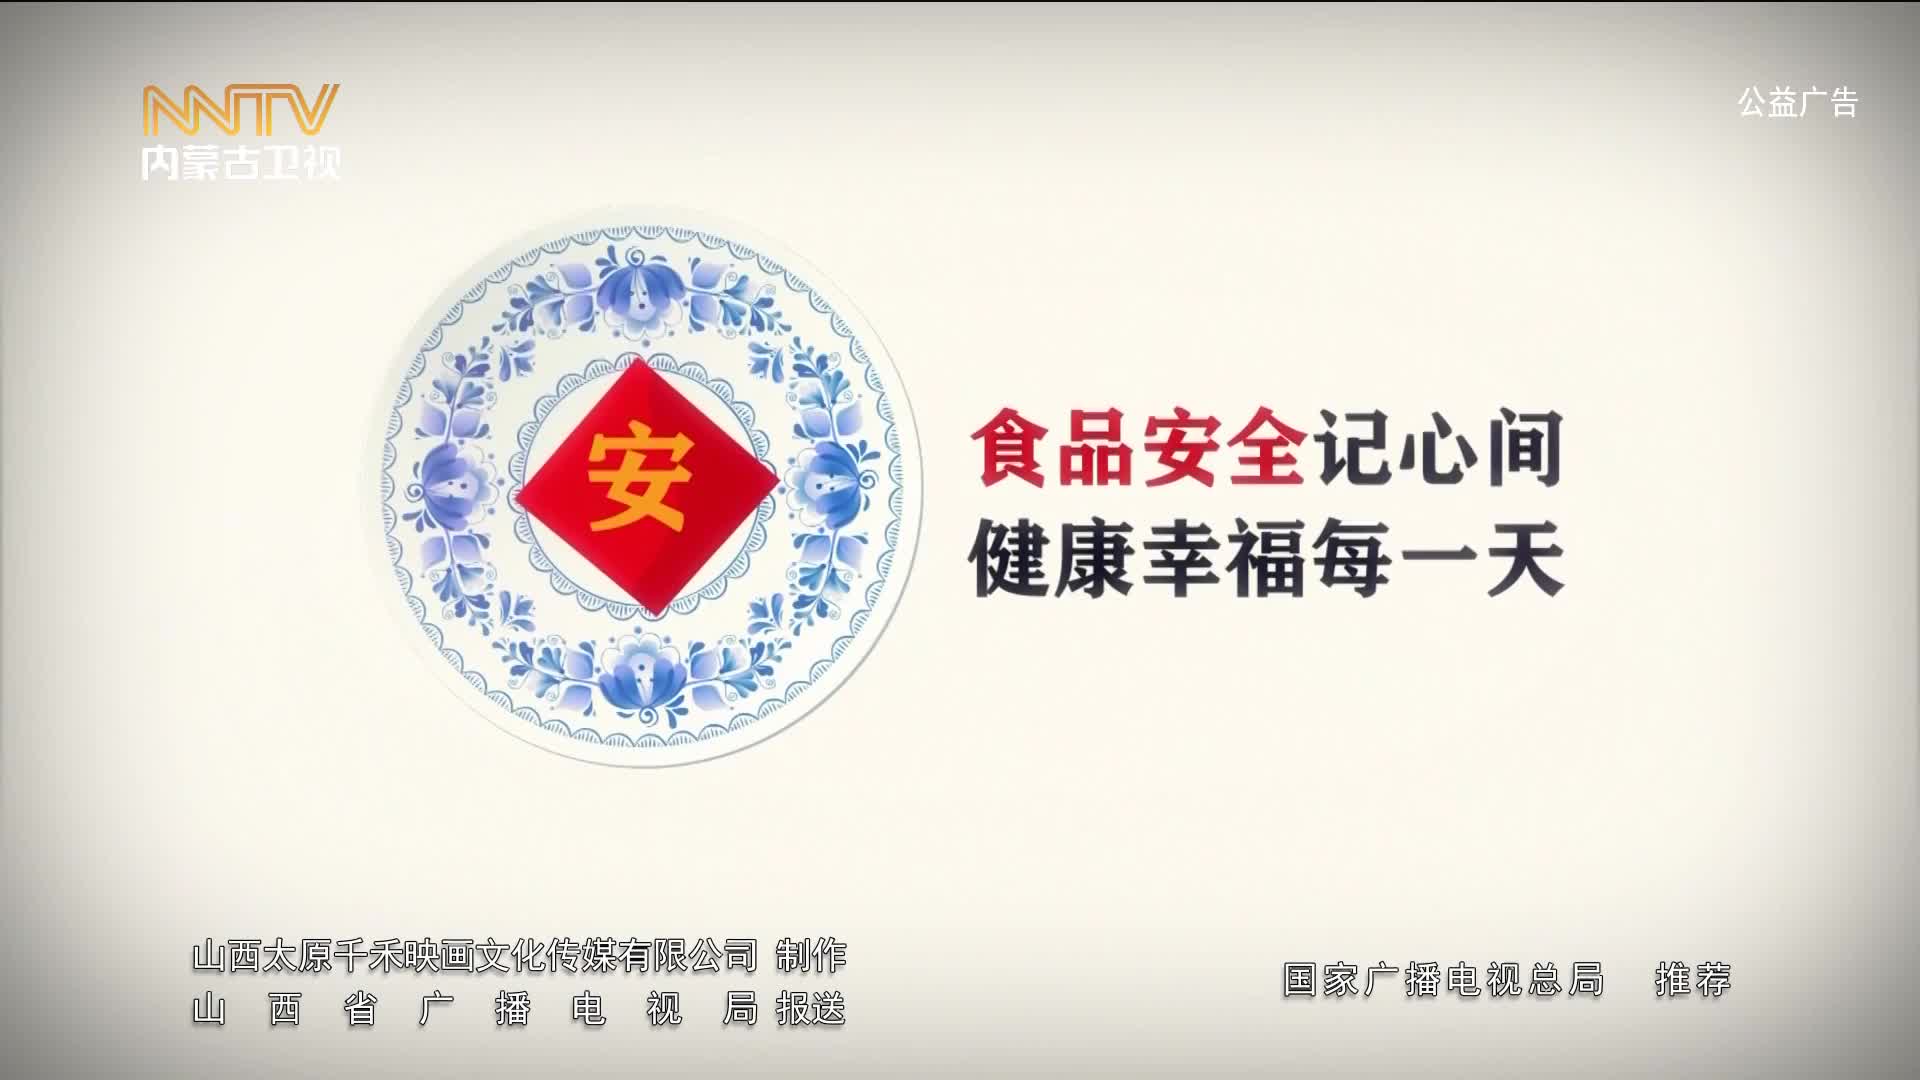 NNTV
内蒙古卫视
公益广告
安
食品安全记心间
健康幸福每一天
山西太原千禾映画文化传媒有限公司 制作
山西省广播电视局 报送
国家广播电视总局 推荐